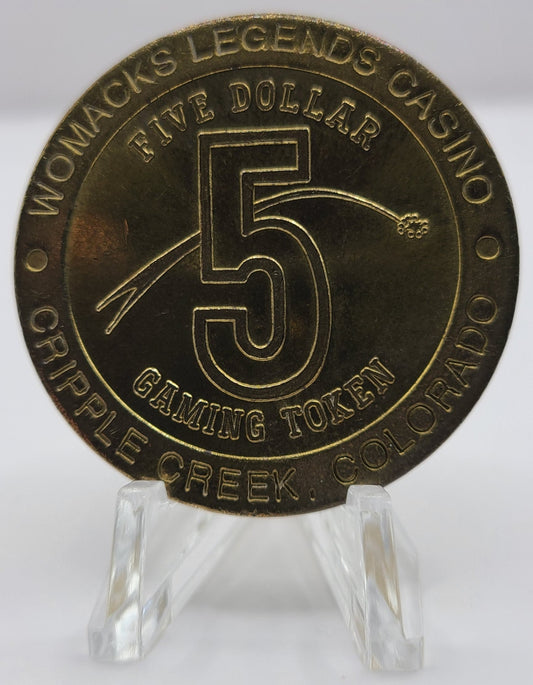 WOMACKS LEGENDS CASINO
FIVE DOLLAR
5
GAMING TOKEN
CRIPPLE CREEK, COLORADO